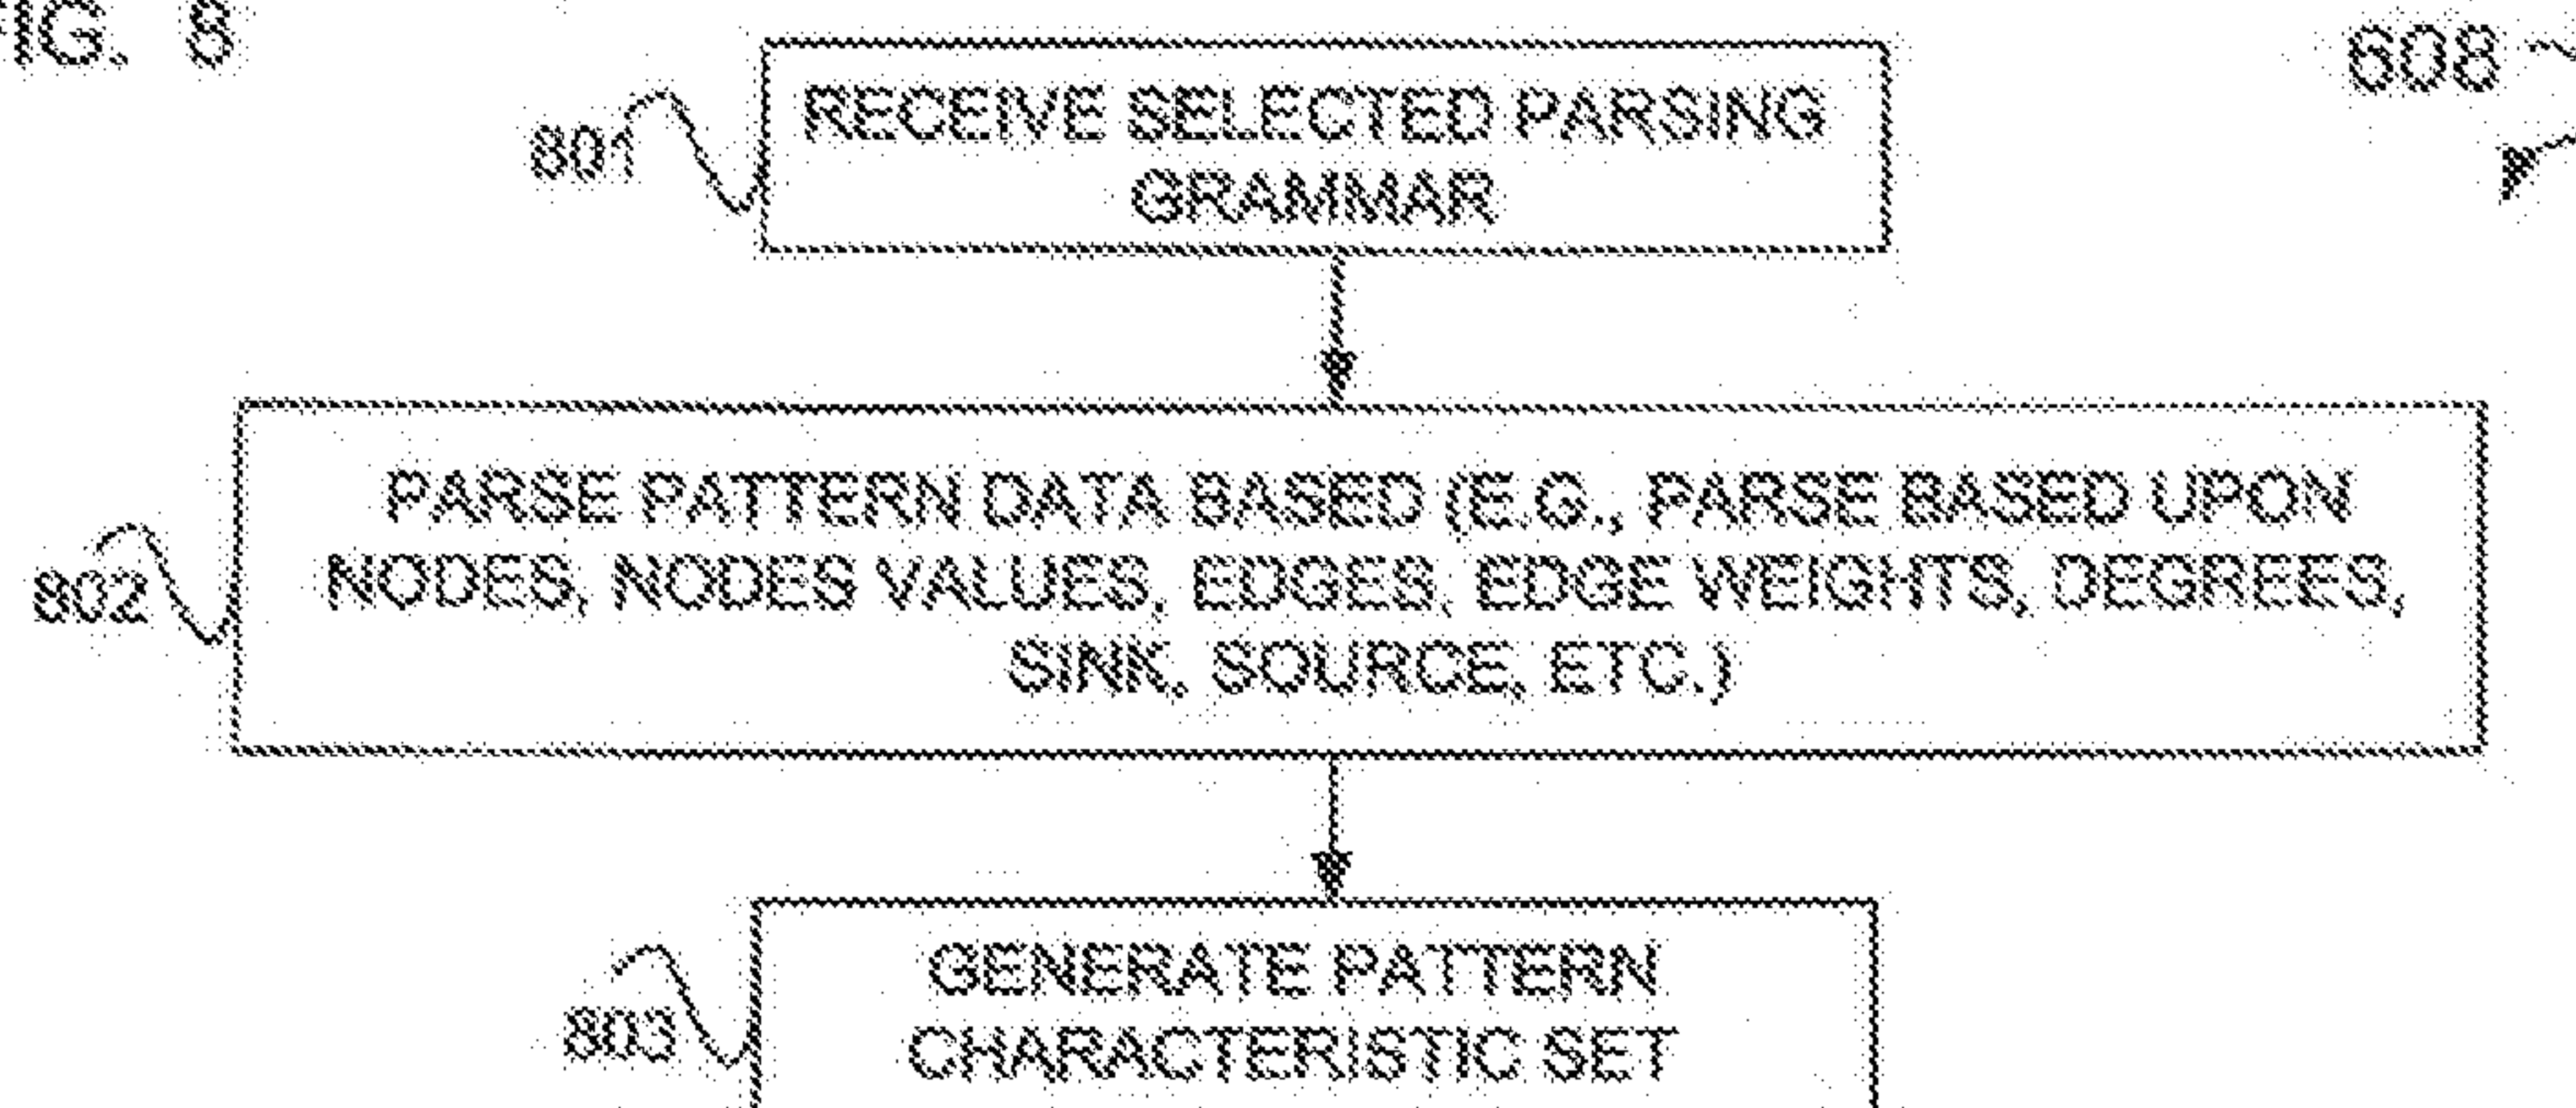 FIG. 8
608
801
RECEIVE SELECTED PARSING
GRAMMAR
PARSE PATTERN DATA BASED (E.G., PARSE BASED UPON
NODES, NODES VALUES, EDGES, EDGE WEIGHTS, DEGREES,
SINK, SOURCE, ETC.)
802
GENERATE PATTERN
CHARACTERISTIC SET
803